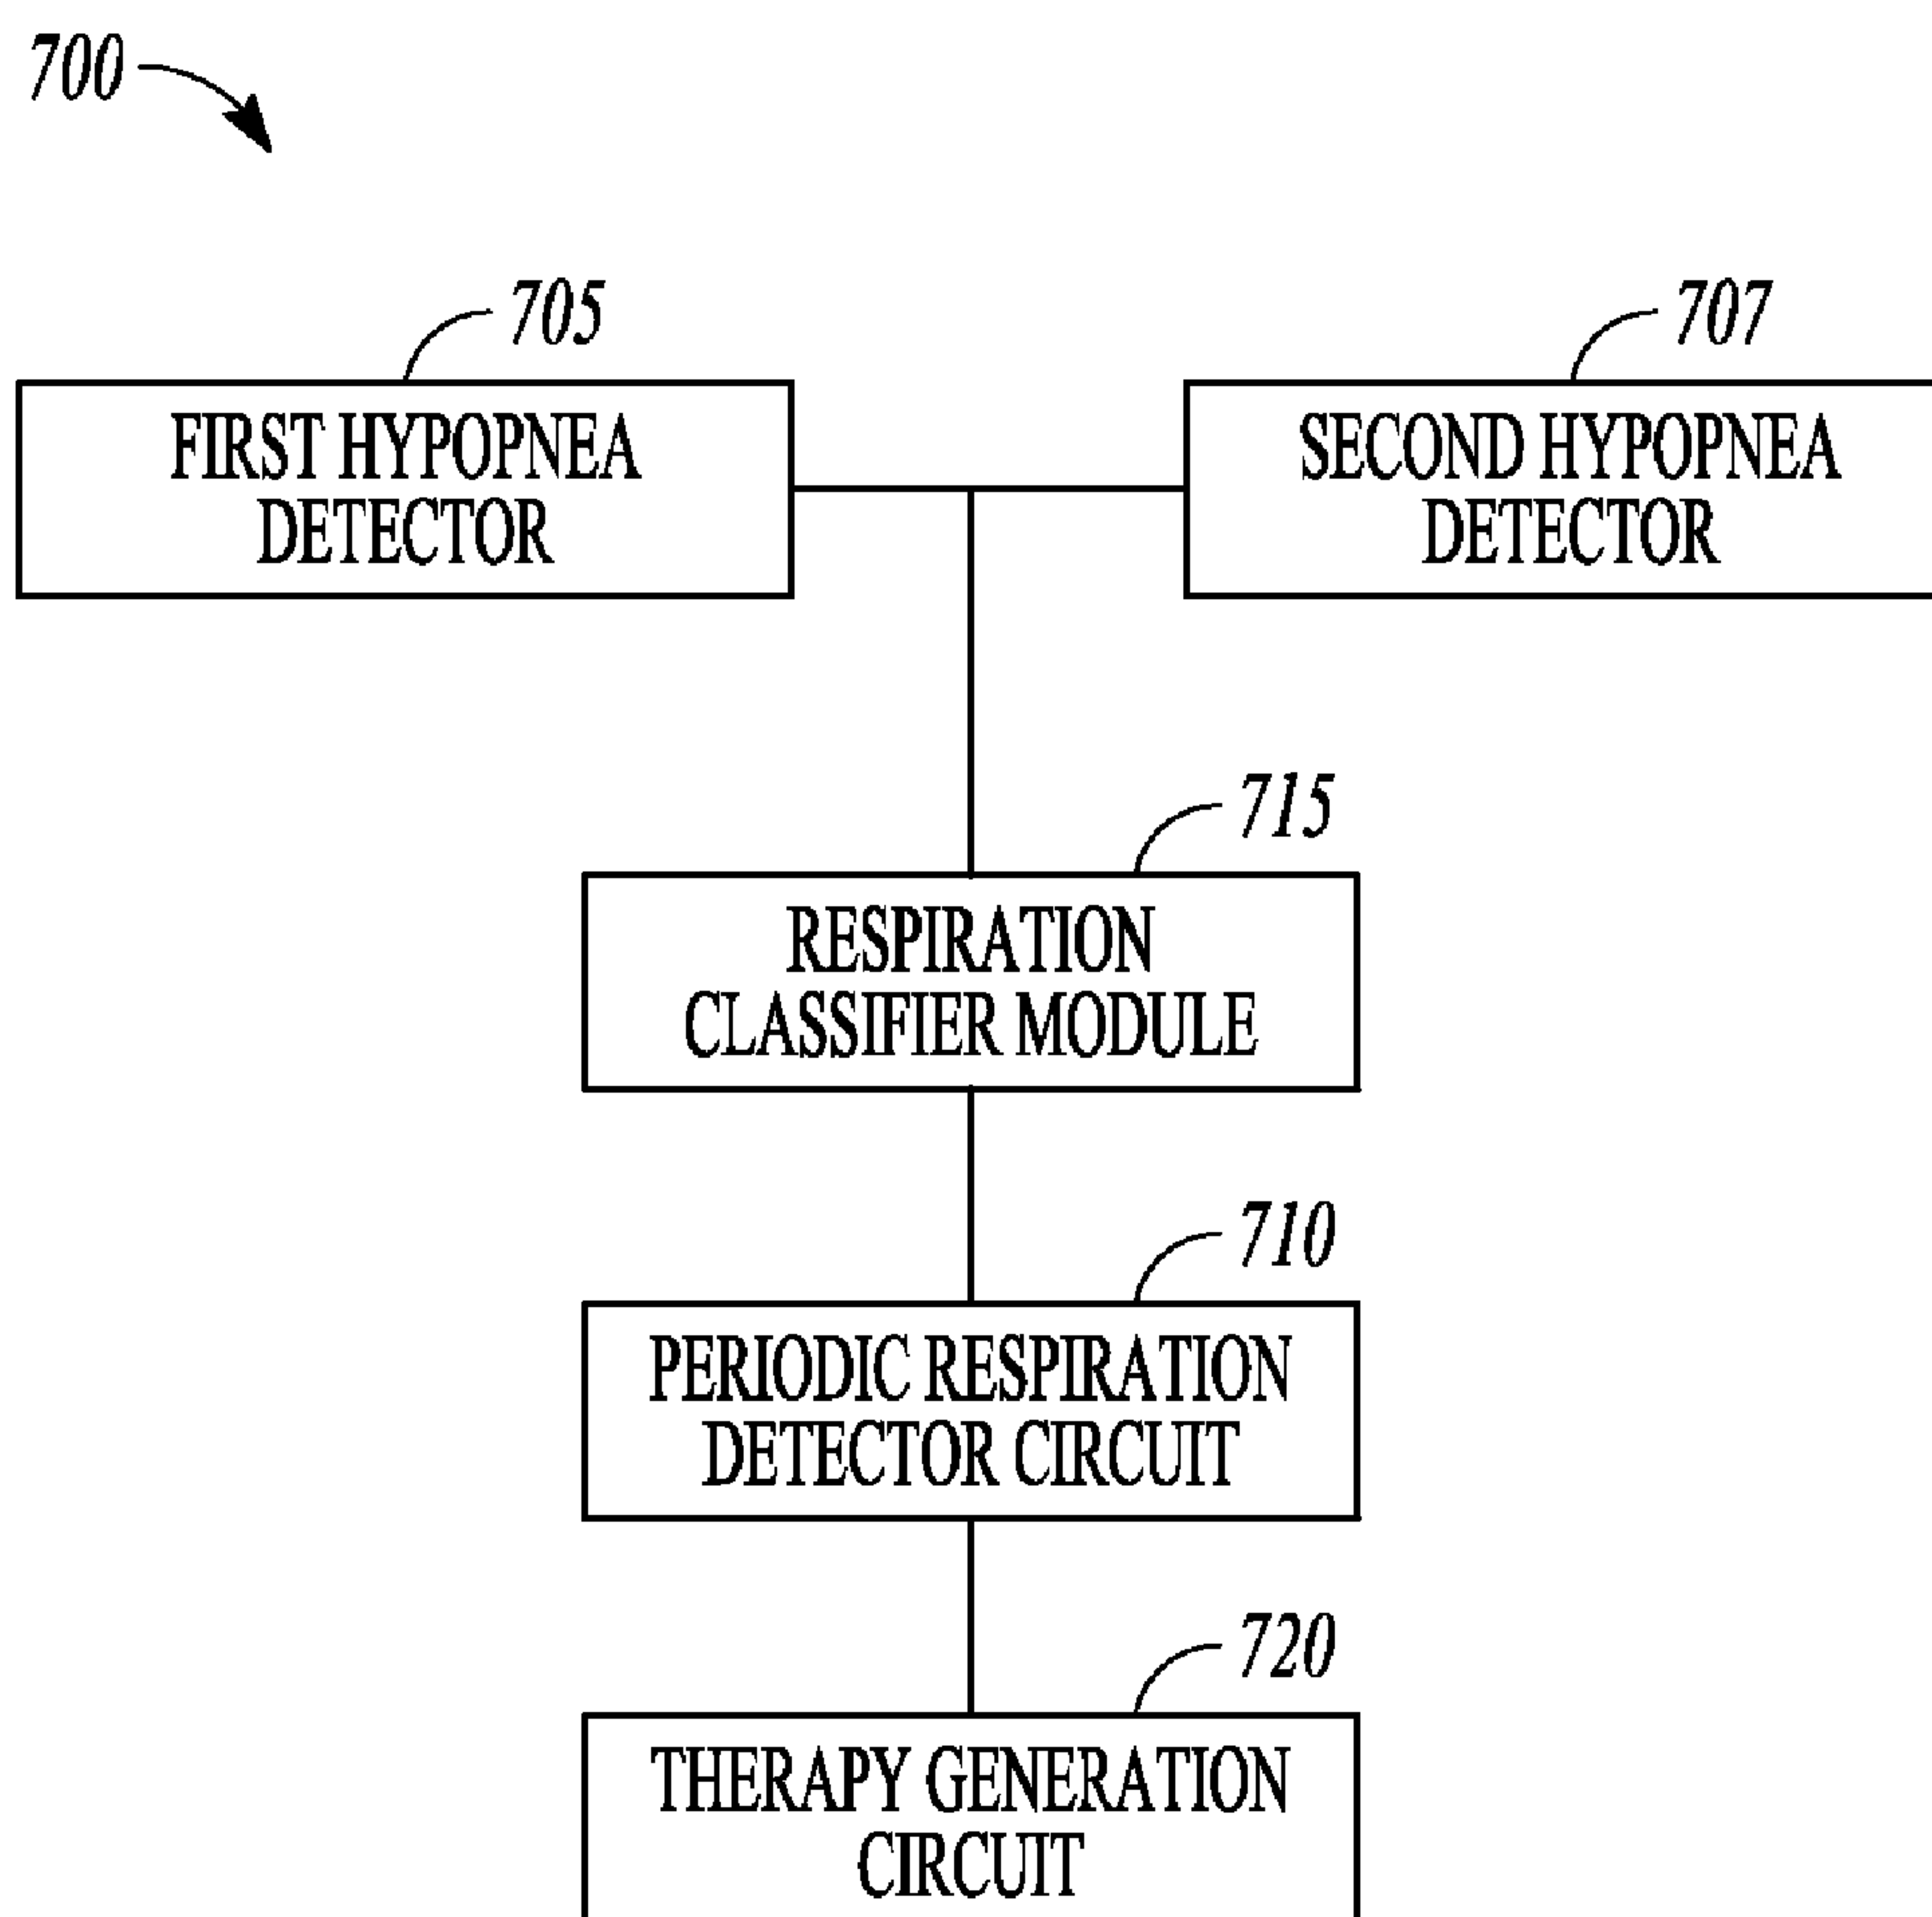 700
705
707
FIRST HYPOPNEA
DETECTOR
SECOND HYPOPNEA
DETECTOR
715
RESPIRATION
CLASSIFIER MODULE
710
PERIODIC RESPIRATION
DETECTOR CIRCUIT
720
THERAPY GENERATION
CIRCUIT